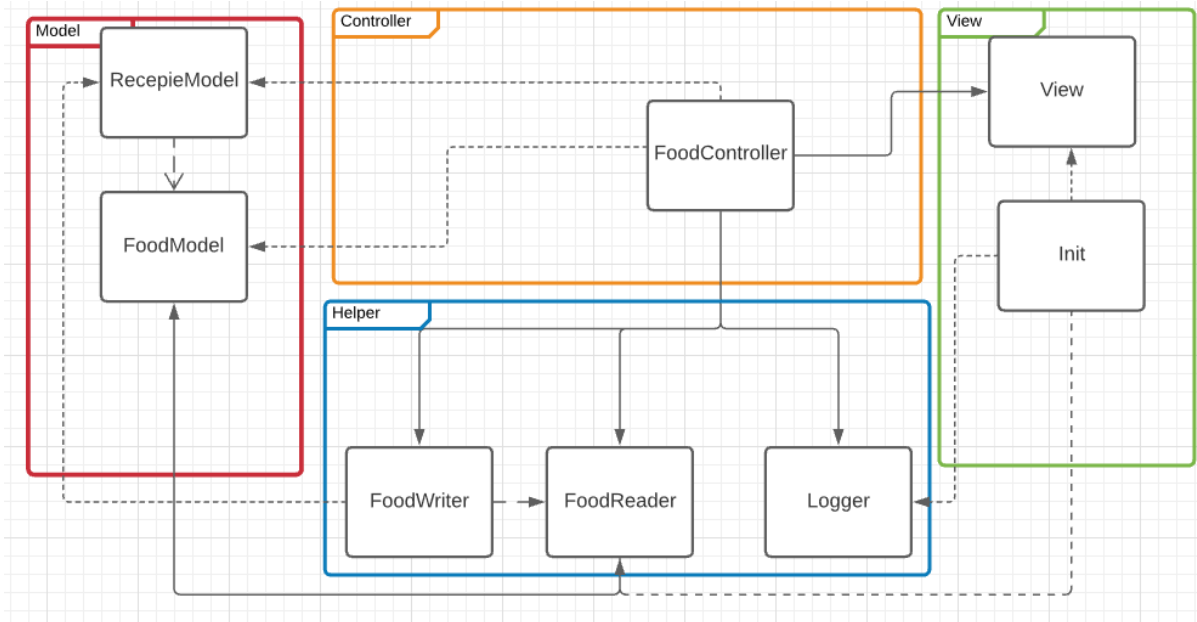 Model
Controller
View
RecepieModel
View
FoodController
FoodModel
Init
Helper
FoodWriter
FoodReader
Logger